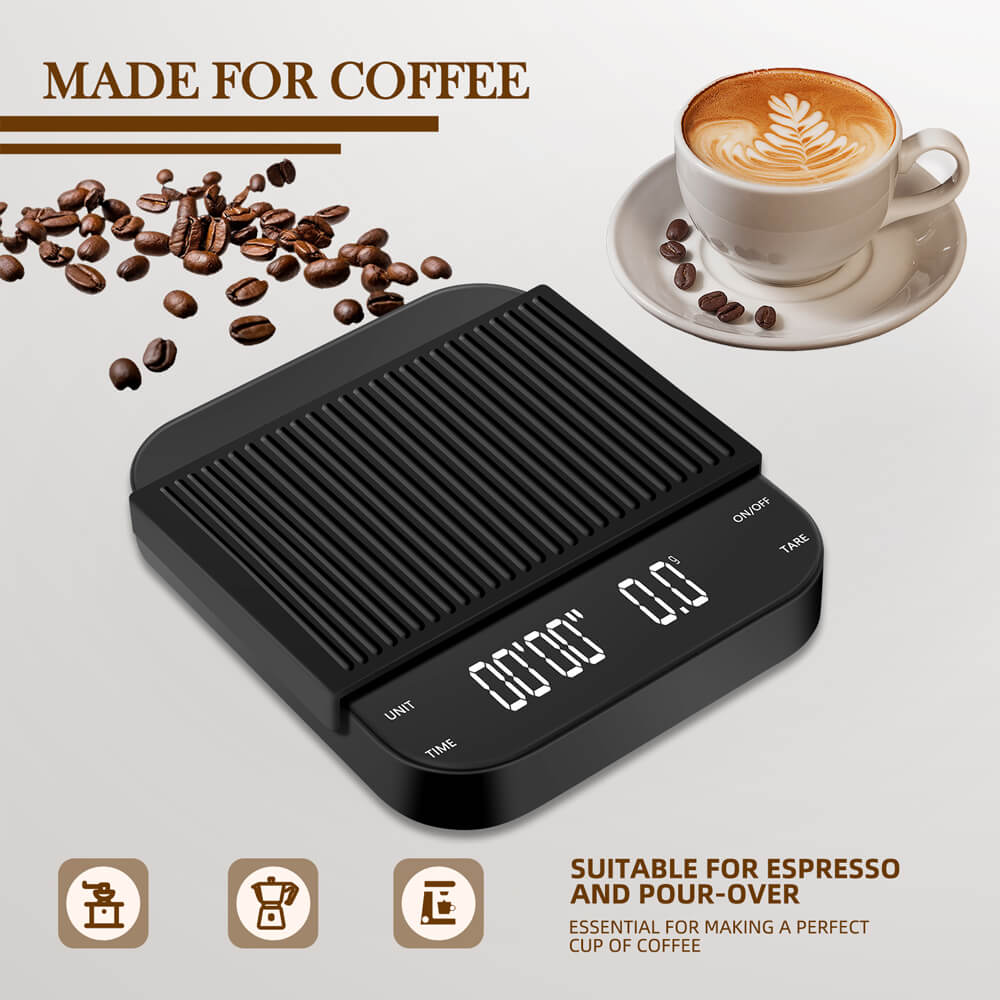 MADE FOR COFFEE
ON/OFF
TARE
00'00" 0.0 g
UNIT
TIME
SUITABLE FOR ESPRESSO
AND POUR-OVER
ESSENTIAL FOR MAKING A PERFECT
CUP OF COFFEE